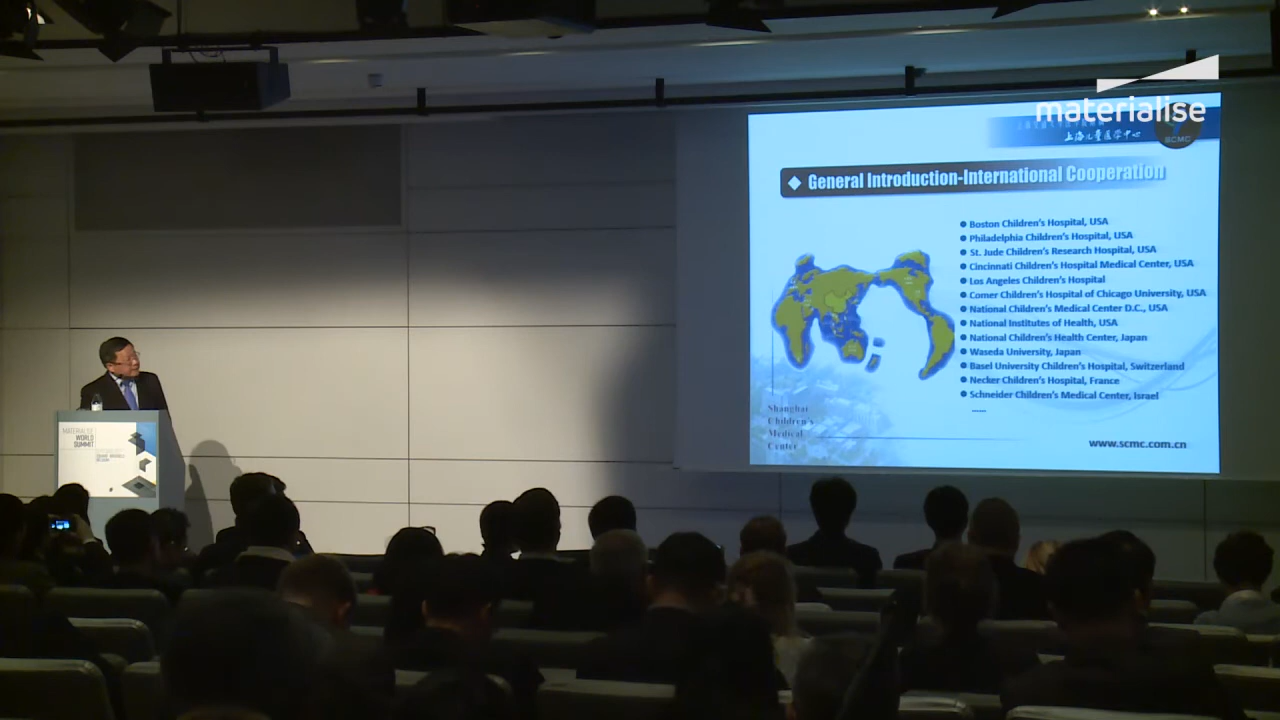 materialise
上海儿童医学中心
SCMC
General Introduction-International Cooperation
Boston Children's Hospital, USA
Philadelphia Children's Hospital, USA
St. Jude Children's Research Hospital, USA
Cincinnati Children's Hospital Medical Center, USA
Los Angeles Children's Hospital
Comer Children's Hospital of Chicago University, USA
National Children's Medical Center D.C., USA
National Institutes of Health, USA
National Children's Health Center, Japan
Waseda University, Japan
Basel University Children's Hospital, Switzerland
Necker Children's Hospital, France
Schneider Children's Medical Center, Israel
......
Shanghai
Children's
Medical
Center
www.scmc.com.cn
MATERIALISE
WORLD
SUMMIT